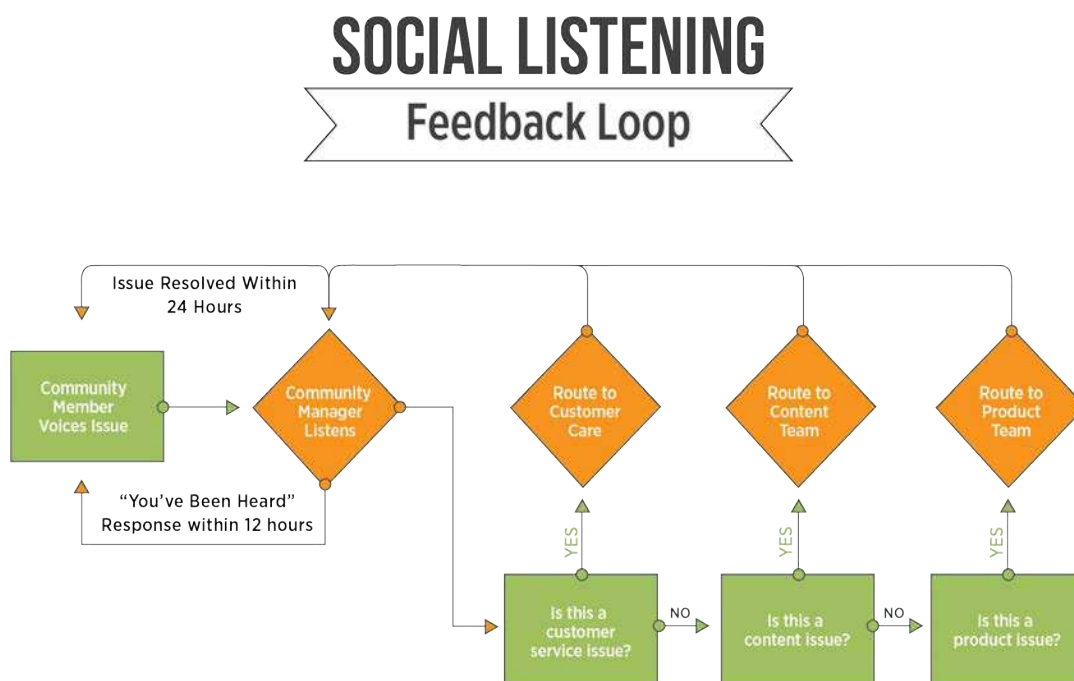 SOCIAL LISTENING
Feedback Loop
Issue Resolved Within
24 Hours
Community
Member
Voices Issue
Community
Manager
Listens
Route to
Customer
Care
Route to
Content
Team
Route to
Product
Team
“You’ve Been Heard”
Response within 12 hours
YES
YES
YES
Is this a
customer
service issue?
NO
Is this a
content issue?
NO
Is this a
product issue?